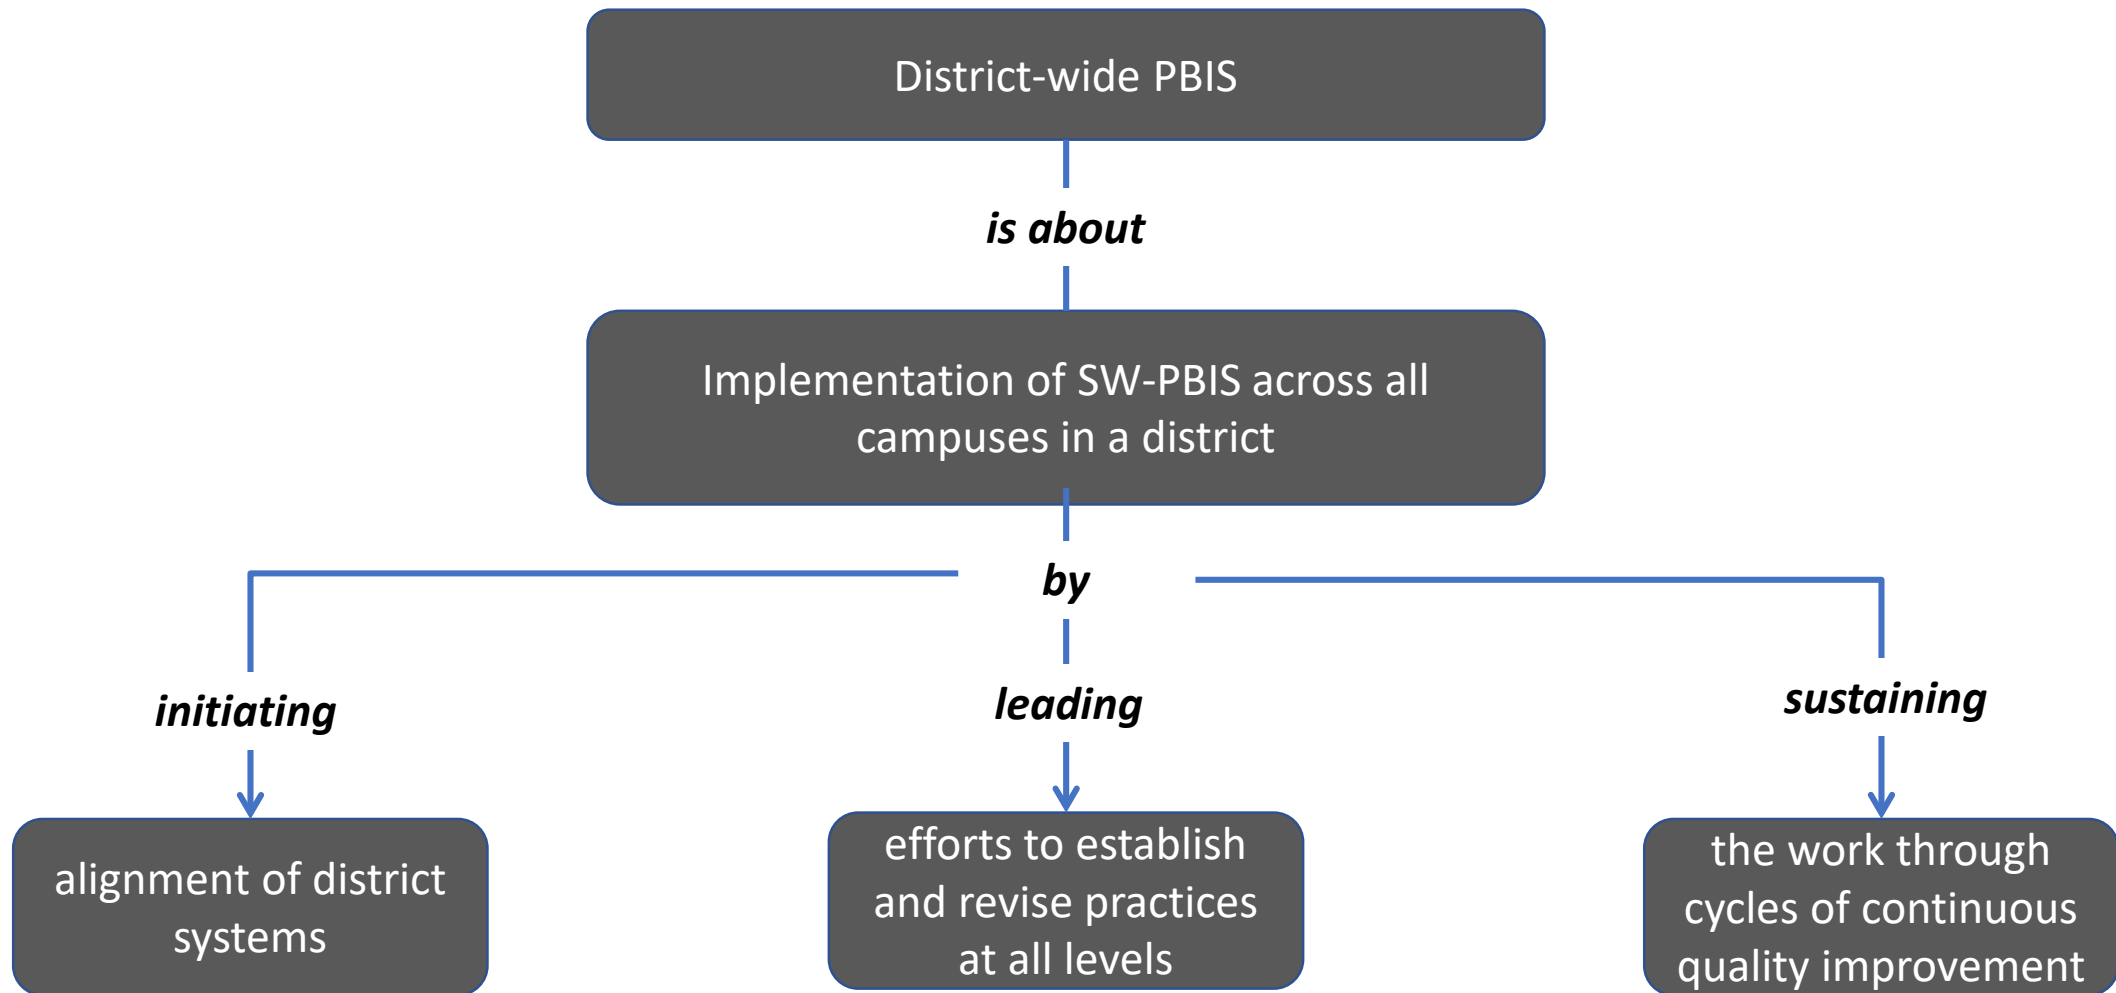 District-wide PBIS
is about
Implementation of SW-PBIS across all
campuses in a district
by
initiating
leading
sustaining
alignment of district
systems
efforts to establish
and revise practices
at all levels
the work through
cycles of continuous
quality improvement